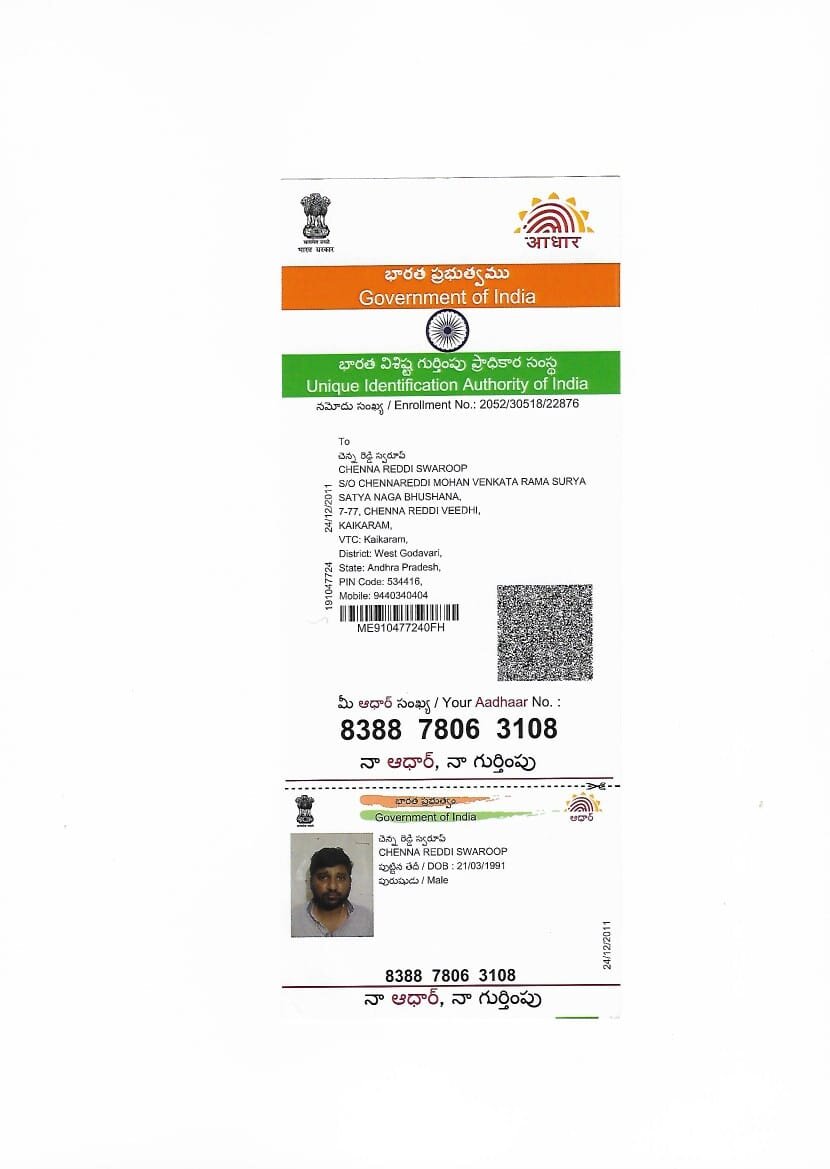 सत्यमेव जयते
भारत सरकार
आधार
భారత ప్రభుత్వము
Government of India
భారత విశిష్ట గుర్తింపు ప్రాధికార సంస్థ
Unique Identification Authority of India
నమోదు సంఖ్య / Enrollment No.: 2052/30518/22876
To
చెన్న రెడ్డి స్వరూప్
CHENNA REDDI SWAROOP
S/O CHENNAREDDI MOHAN VENKATA RAMA SURYA
SATYA NAGA BHUSHANA,
7-77, CHENNA REDDI VEEDHI,
KAIKARAM,
VTC: Kaikaram,
District: West Godavari,
State: Andhra Pradesh,
PIN Code: 534416,
Mobile: 9440340404
24/12/2011
191047724
ME910477240FH
మీ ఆధార్ సంఖ్య / Your Aadhaar No. :
8388 7806 3108
నా ఆధార్, నా గుర్తింపు
భారత ప్రభుత్వం
Government of India
ఆధార్
చెన్న రెడ్డి స్వరూప్
CHENNA REDDI SWAROOP
పుట్టిన తేదీ / DOB : 21/03/1991
పురుషుడు / Male
24/12/2011
8388 7806 3108
నా ఆధార్, నా గుర్తింపు